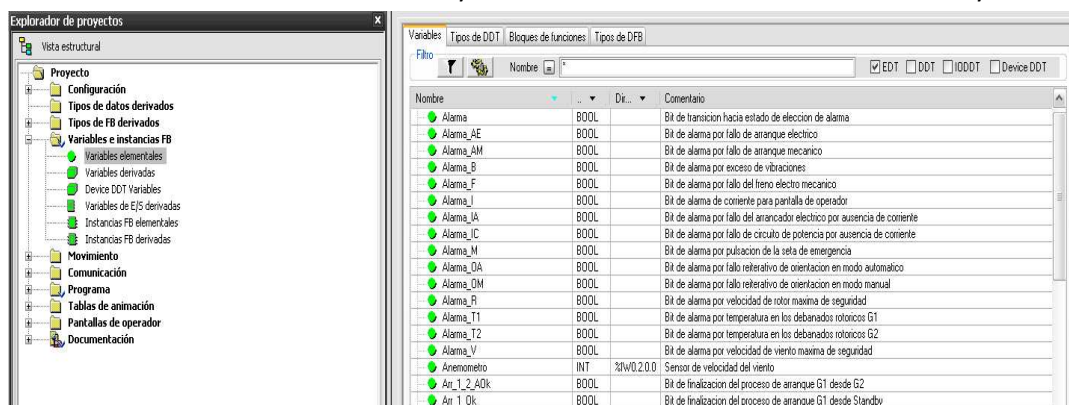 Explorador de proyectos
Vista estructural
Proyecto
Configuración
Tipos de datos derivados
Tipos de FB derivados
Variables e instancias FB
Variables elementales
Variables derivadas
Device DDT Variables
Variables de E/S derivadas
Instancias FB elementales
Instancias FB derivadas
Movimiento
Comunicación
Programa
Tablas de animación
Pantallas de operador
Documentación
Variables Tipos de DDT Bloques de funciones Tipos de DFB
Filtro
Nombre = * EDT DDT IODDT Device DDT
Nombre .. Dir... Comentario
Alarma BOOL Bit de transicion hacia estado de eleccion de alarma
Alarma_AE BOOL Bit de alarma por fallo de arranque electrico
Alarma_AM BOOL Bit de alarma por fallo de arranque mecanico
Alarma_B BOOL Bit de alarma por exceso de vibraciones
Alarma_F BOOL Bit de alarma por fallo del freno electro mecanico
Alarma_I BOOL Bit de alarma de corriente para pantalla de operador
Alarma_IA BOOL Bit de alarma por fallo del arrancador electrico por ausencia de corriente
Alarma_IC BOOL Bit de alarma por fallo de circuito de potencia por ausencia de corriente
Alarma_M BOOL Bit de alarma por pulsacion de la seta de emergencia
Alarma_OA BOOL Bit de alarma por fallo reiterativo de orientacion en modo automatico
Alarma_OM BOOL Bit de alarma por fallo reiterativo de orientacion en modo manual
Alarma_R BOOL Bit de alarma por velocidad de rotor maxima de seguridad
Alarma_T1 BOOL Bit de alarma por temperatura en los debanados rotoricos G1
Alarma_T2 BOOL Bit de alarma por temperatura en los debanados rotoricos G2
Alarma_V BOOL Bit de alarma por velocidad de viento maxima de seguridad
Anemometro INT %IW0.2.0.0 Sensor de velocidad del viento
Arr_1_2_AOk BOOL Bit de finalizacion del proceso de arranque G1 desde G2
Arr_1_Ok BOOL Bit de finalizacion del proceso de arranque G1 desde Standby